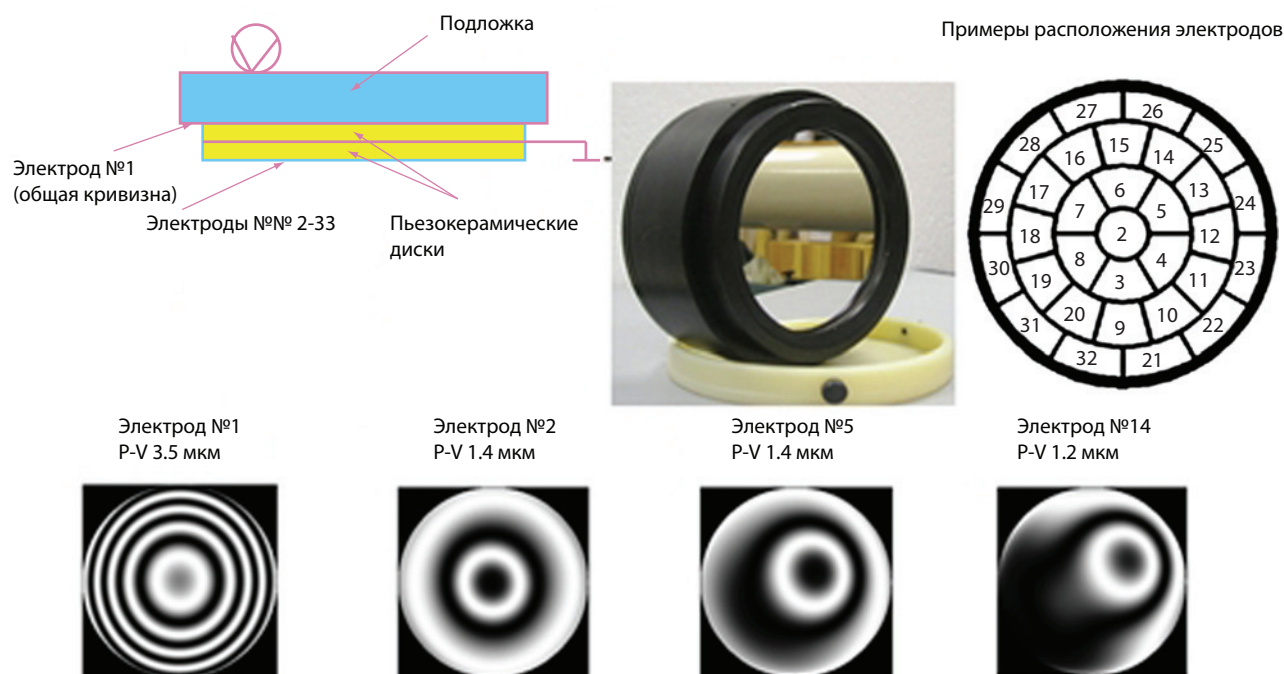 Подложка
Примеры расположения электродов
Электрод №1
(общая кривизна)
Электроды №№ 2-33
Пьезокерамические
диски
27 26
28 15 25
16 14
17 6 13
29 7 5 24
18 2 12
30 8 4 23
19 3 11
20 10
31 9 22
32 21
Электрод №1
P-V 3.5 мкм
Электрод №2
P-V 1.4 мкм
Электрод №5
P-V 1.4 мкм
Электрод №14
P-V 1.2 мкм